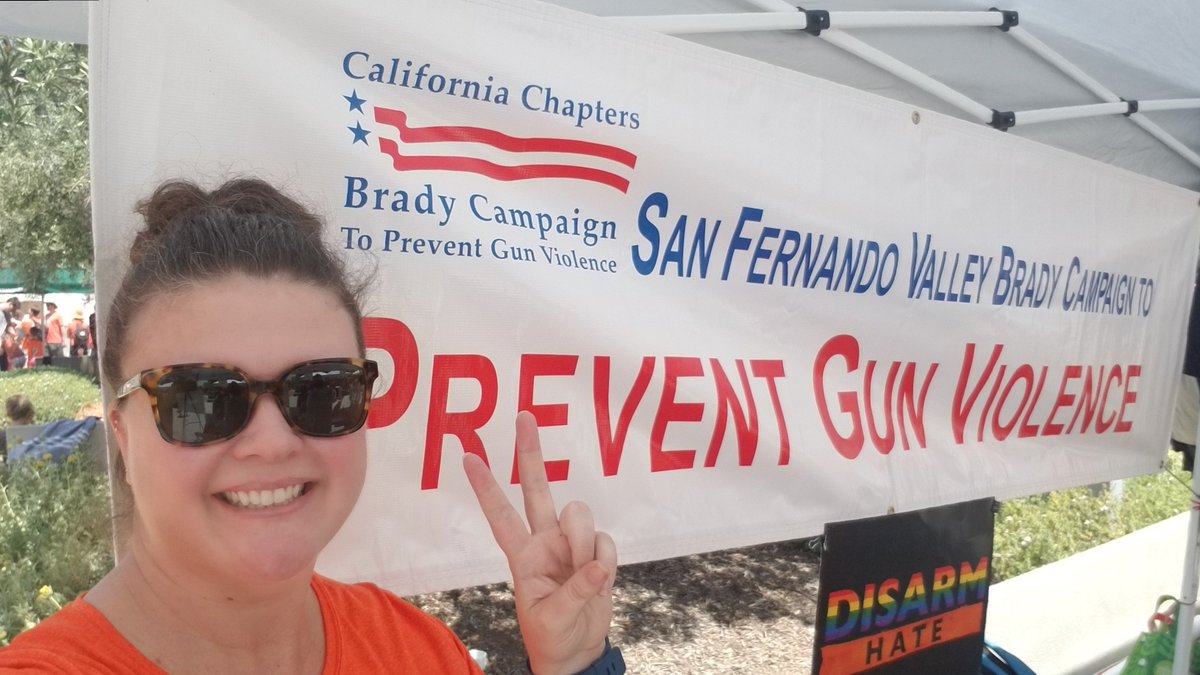 California Chapters
Brady Campaign
To Prevent Gun Violence
SAN FERNANDO VALLEY BRADY CAMPAIGN TO
PREVENT GUN VIOLENCE
DISARM
HATE